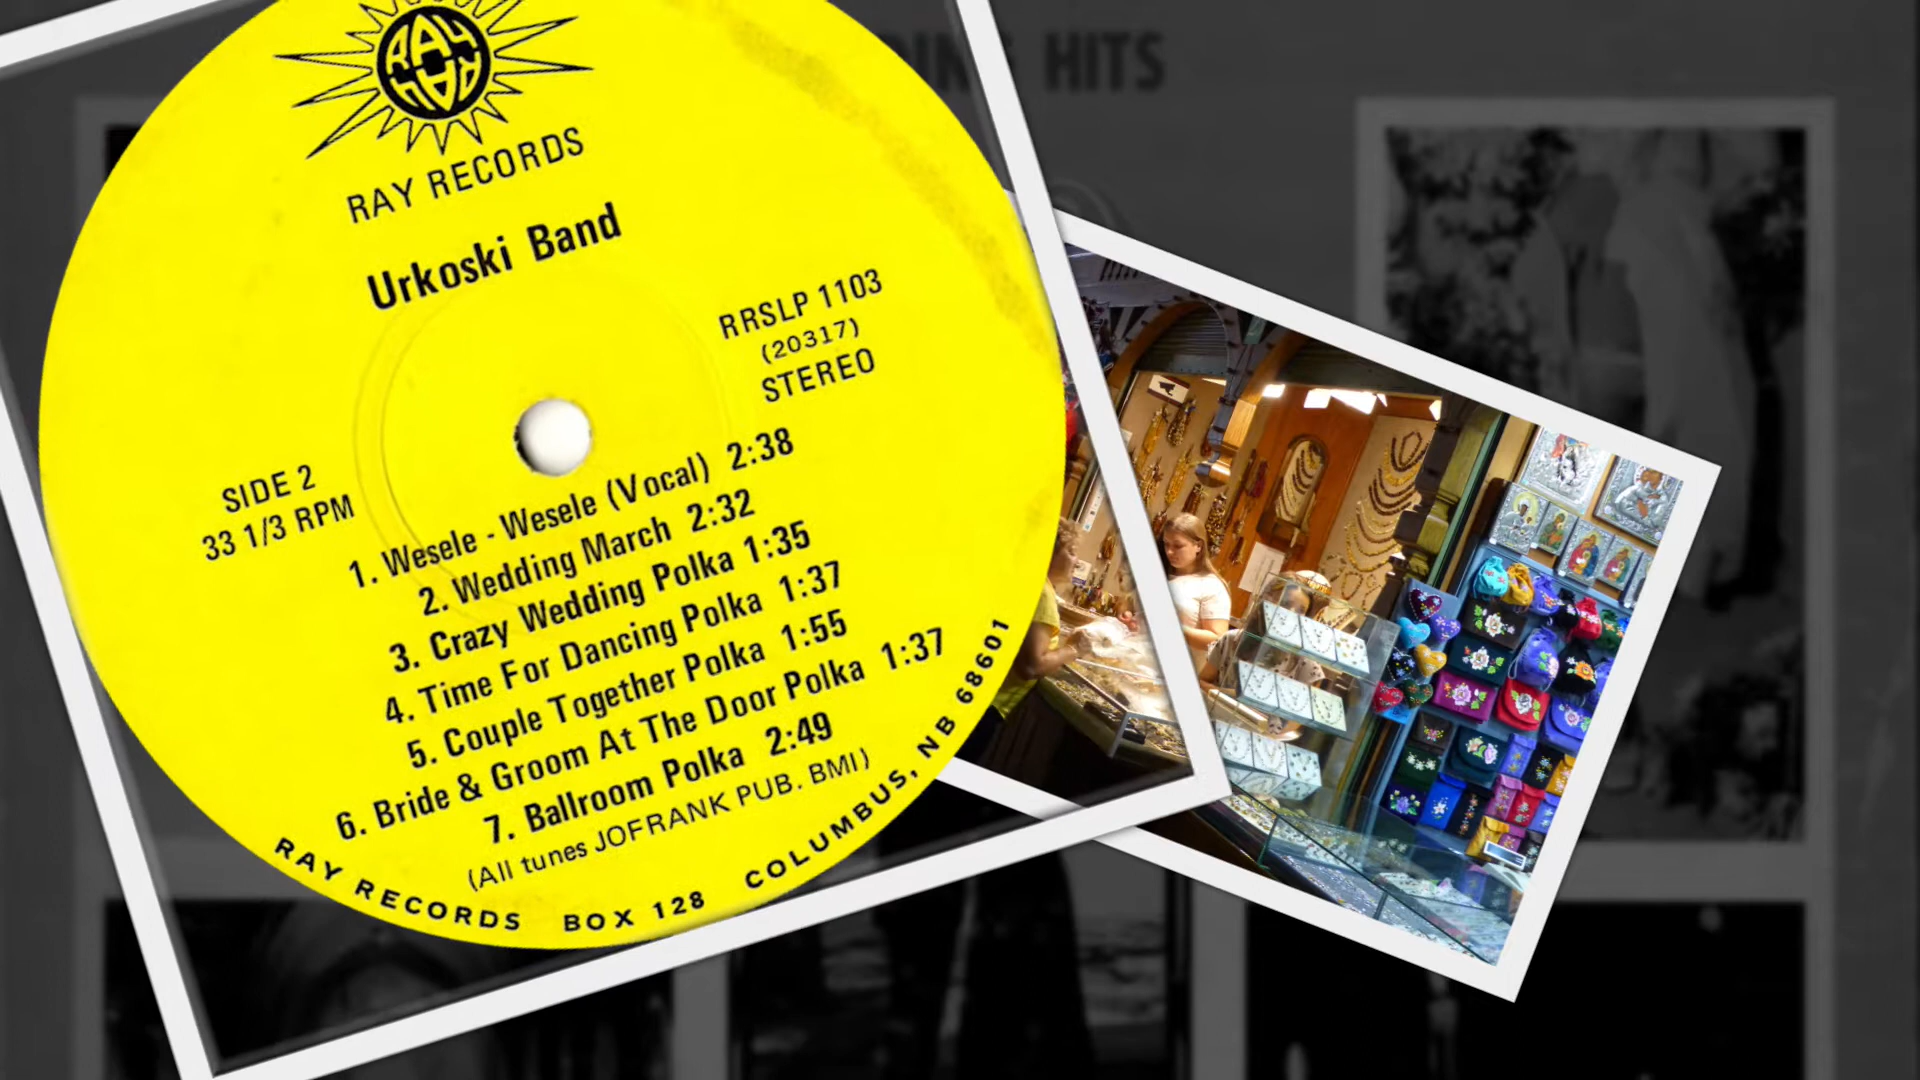 HITS
RAY
RAY RECORDS
Urkoski Band
RRSLP 1103
(20317)
STEREO
SIDE 2
33 1/3 RPM
1. Wesele - Wesele (Vocal) 2:38
2. Wedding March 2:32
3. Crazy Wedding Polka 1:35
4. Time For Dancing Polka 1:37
5. Couple Together Polka 1:55
6. Bride & Groom At The Door Polka 1:37
7. Ballroom Polka 2:49
(All tunes JOFRANK PUB. BMI)
RAY RECORDS BOX 128 COLUMBUS, NB 68601